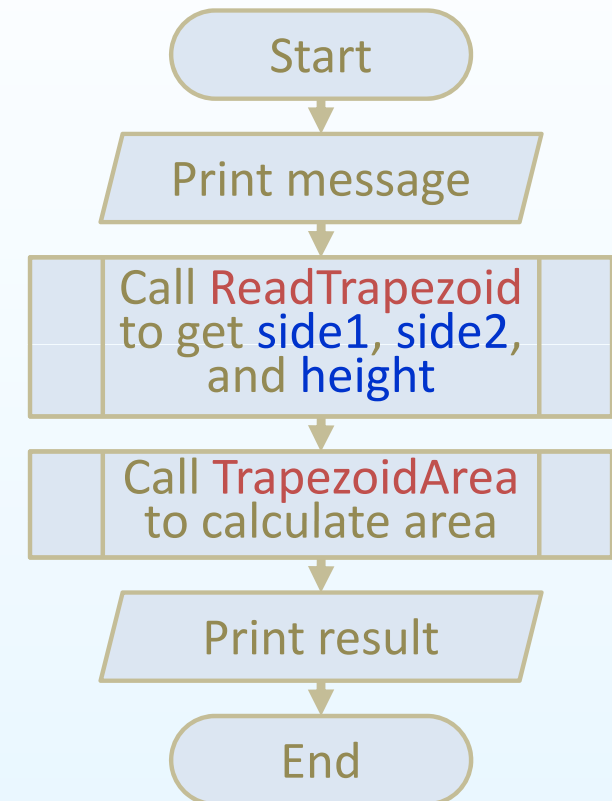 Start
Print message
Call ReadTrapezoid
to get side1, side2,
and height
Call TrapezoidArea
to calculate area
Print result
End